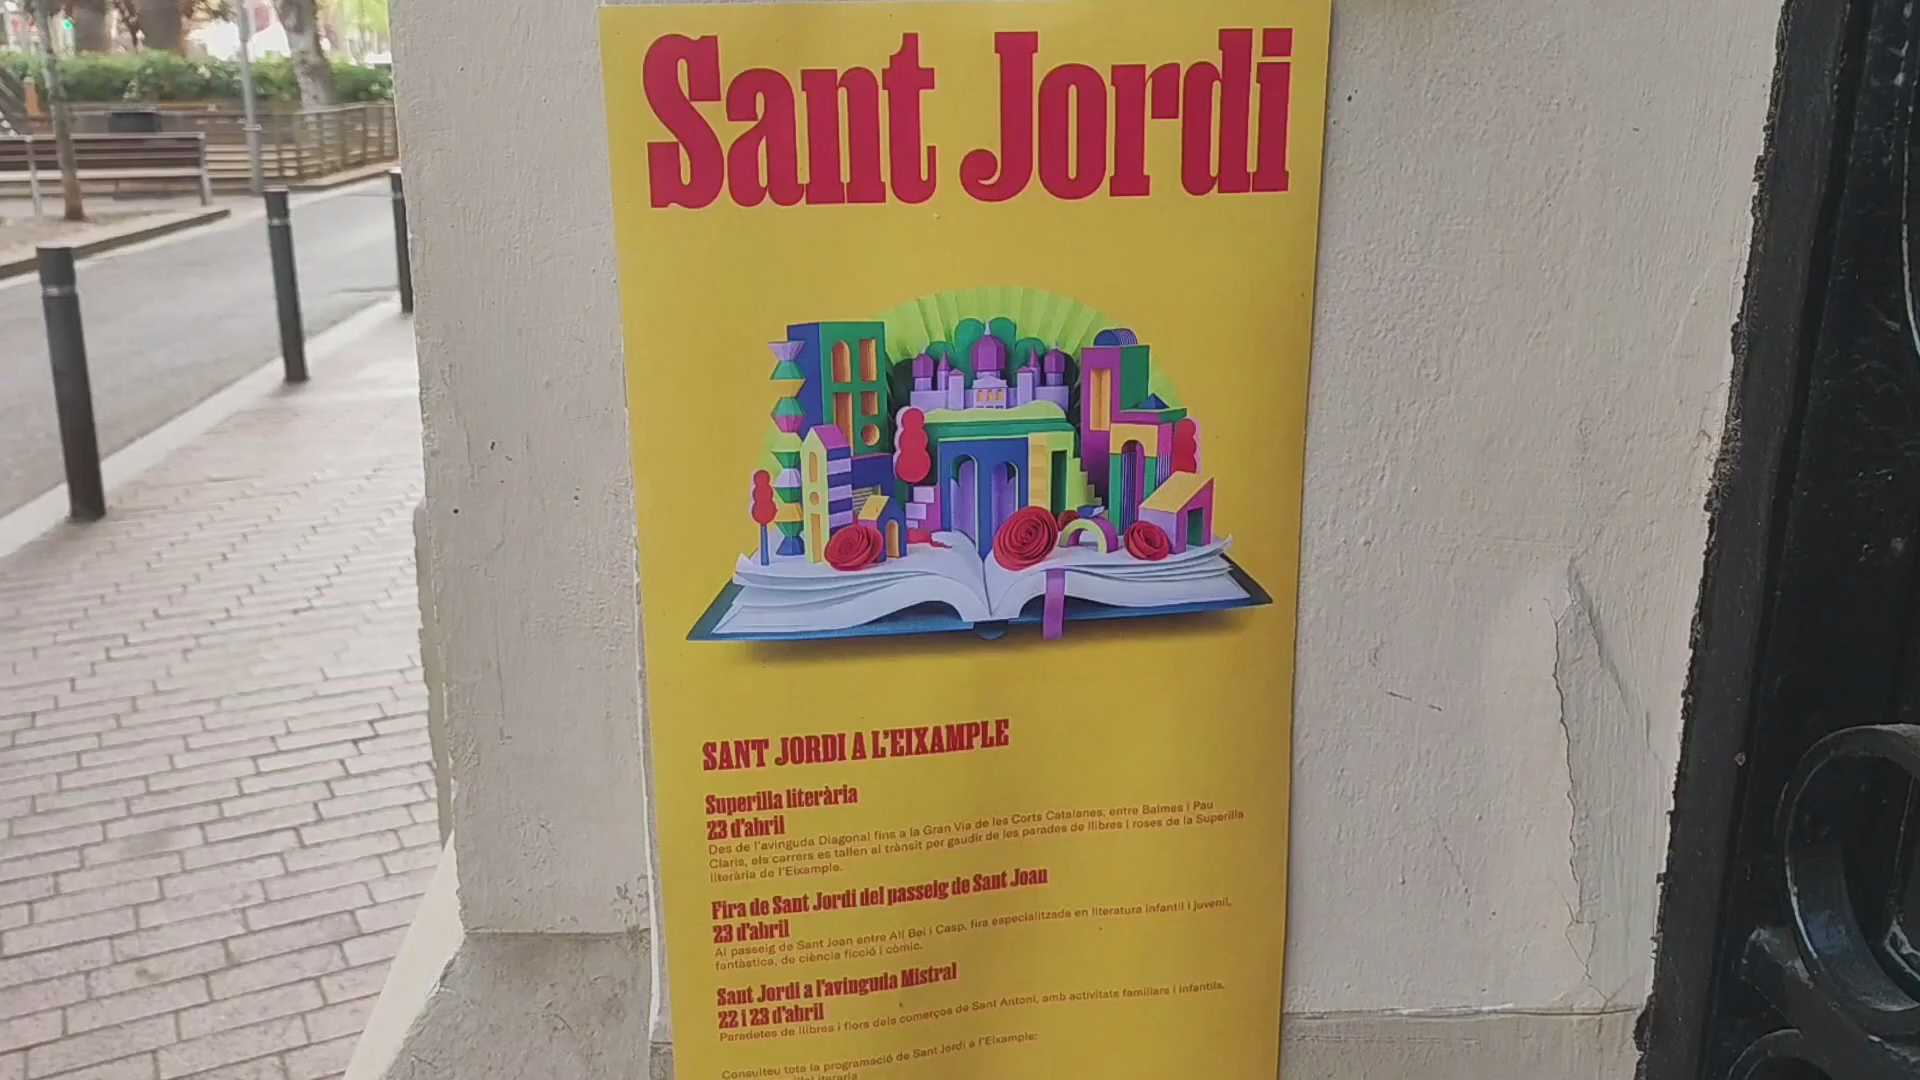 Sant Jordi
SANT JORDI A L'EIXAMPLE
Superilla literària
23 d'abril
Des de l'avinguda Diagonal fins a la Gran Via de les Corts Catalanes, entre Balmes i Pau
Claris, els carrers es tallen al trànsit per gaudir de les parades de llibres i roses de la Superilla
literària de l'Eixample.
Fira de Sant Jordi del passeig de Sant Joan
23 d'abril
Al passeig de Sant Joan entre Alí Bei i Casp, fira especialitzada en literatura infantil i juvenil,
fantàstica, de ciència ficció i còmic.
Sant Jordi a l'avinguda Mistral
22 i 23 d'abril
Paradetes de llibres i flors dels comerços de Sant Antoni, amb activitats familiars i infantils.
Consulteu tota la programació de Sant Jordi a l'Eixample: